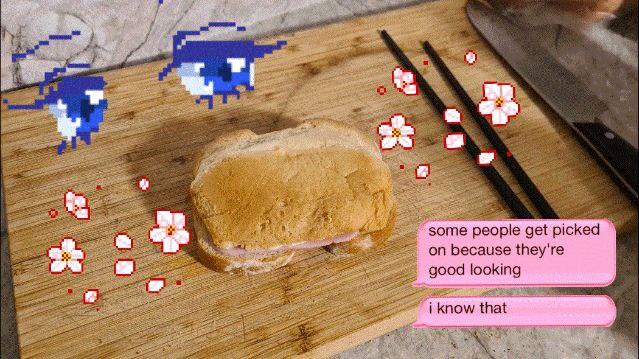 some people get picked
on because they're
good looking
i know that